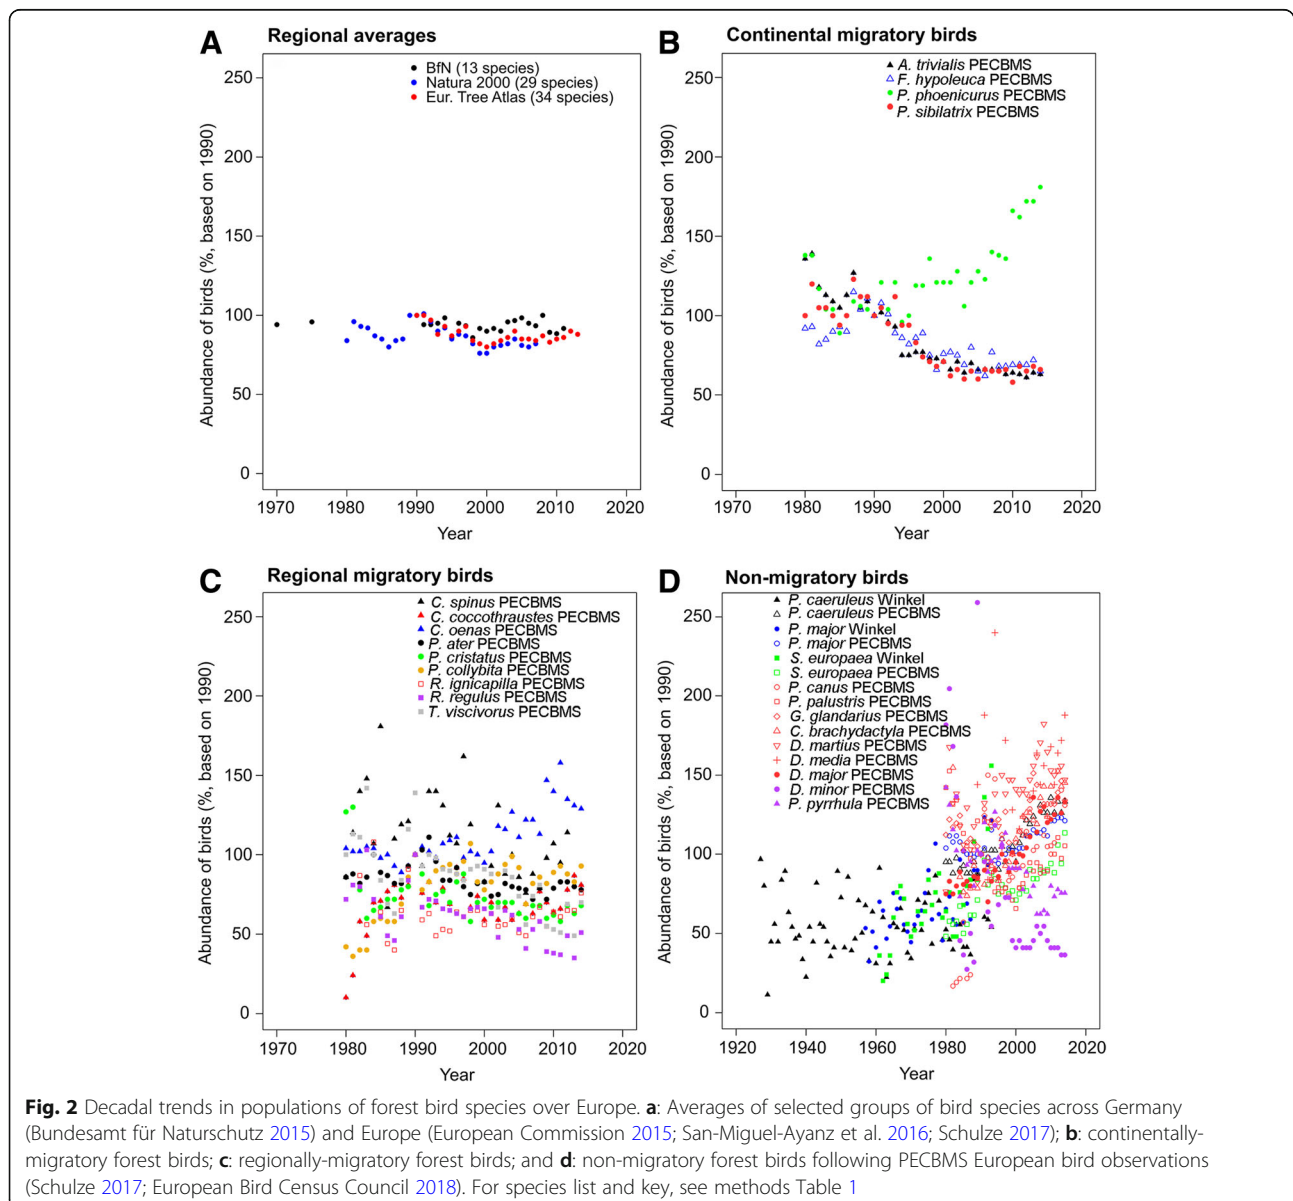 A Regional averages
BfN (13 species)
Natura 2000 (29 species)
Eur. Tree Atlas (34 species)
Abundance of birds (%, based on 1990)
250
200
150
100
50
0
1970 1980 1990 2000 2010 2020
Year
B Continental migratory birds
A. trivialis PECBMS
F. hypoleuca PECBMS
P. phoenicurus PECBMS
P. sibilatrix PECBMS
Abundance of birds (%, based on 1990)
250
200
150
100
50
0
1970 1980 1990 2000 2010 2020
Year
C Regional migratory birds
C. spinus PECBMS
C. coccothraustes PECBMS
C. oenas PECBMS
P. ater PECBMS
P. cristatus PECBMS
P. collybita PECBMS
R. ignicapilla PECBMS
R. regulus PECBMS
T. viscivorus PECBMS
Abundance of birds (%, based on 1990)
250
200
150
100
50
0
1970 1980 1990 2000 2010 2020
Year
D Non-migratory birds
P. caeruleus Winkel
P. caeruleus PECBMS
P. major Winkel
P. major PECBMS
S. europaea Winkel
S. europaea PECBMS
P. canus PECBMS
P. palustris PECBMS
G. glandarius PECBMS
C. brachydactyla PECBMS
D. martius PECBMS
D. media PECBMS
D. major PECBMS
D. minor PECBMS
P. pyrrhula PECBMS
Abundance of birds (%, based on 1990)
250
200
150
100
50
0
1920 1940 1960 1980 2000 2020
Year
Fig. 2 Decadal trends in populations of forest bird species over Europe. a: Averages of selected groups of bird species across Germany
(Bundesamt für Naturschutz 2015) and Europe (European Commission 2015; San-Miguel-Ayanz et al. 2016; Schulze 2017); b: continentally-
migratory forest birds; c: regionally-migratory forest birds; and d: non-migratory forest birds following PECBMS European bird observations
(Schulze 2017; European Bird Census Council 2018). For species list and key, see methods Table 1